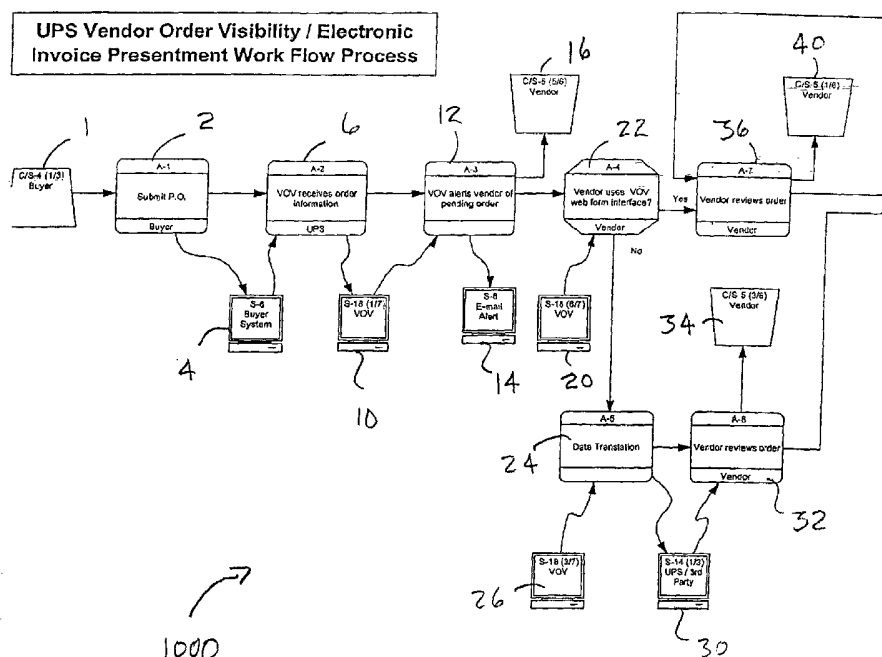 UPS Vendor Order Visibility / Electronic
Invoice Presentment Work Flow Process
1
C/S-4 (1/3)
Buyer
2
A-1
Submit P.O.
Buyer
S-6
Buyer
System
4
6
A-2
VOV receives order
information
UPS
S-18 (1/7)
VOV
10
12
A-3
VOV alerts vendor of
pending order
S-8
E-mail
Alert
14
16
C/S-5 (5/6)
Vendor
22
A-4
Vendor uses VOV
web form interface?
Vendor
Yes
No
S-18 (6/7)
VOV
20
36
A-7
Vendor reviews order
Vendor
40
C/S-5 (1/6)
Vendor
34
C/S-5 (3/6)
Vendor
24
A-5
Data Translation
S-18 (3/7)
VOV
26
A-6
Vendor reviews order
Vendor
32
S-14 (1/3)
UPS / 3rd
Party
30